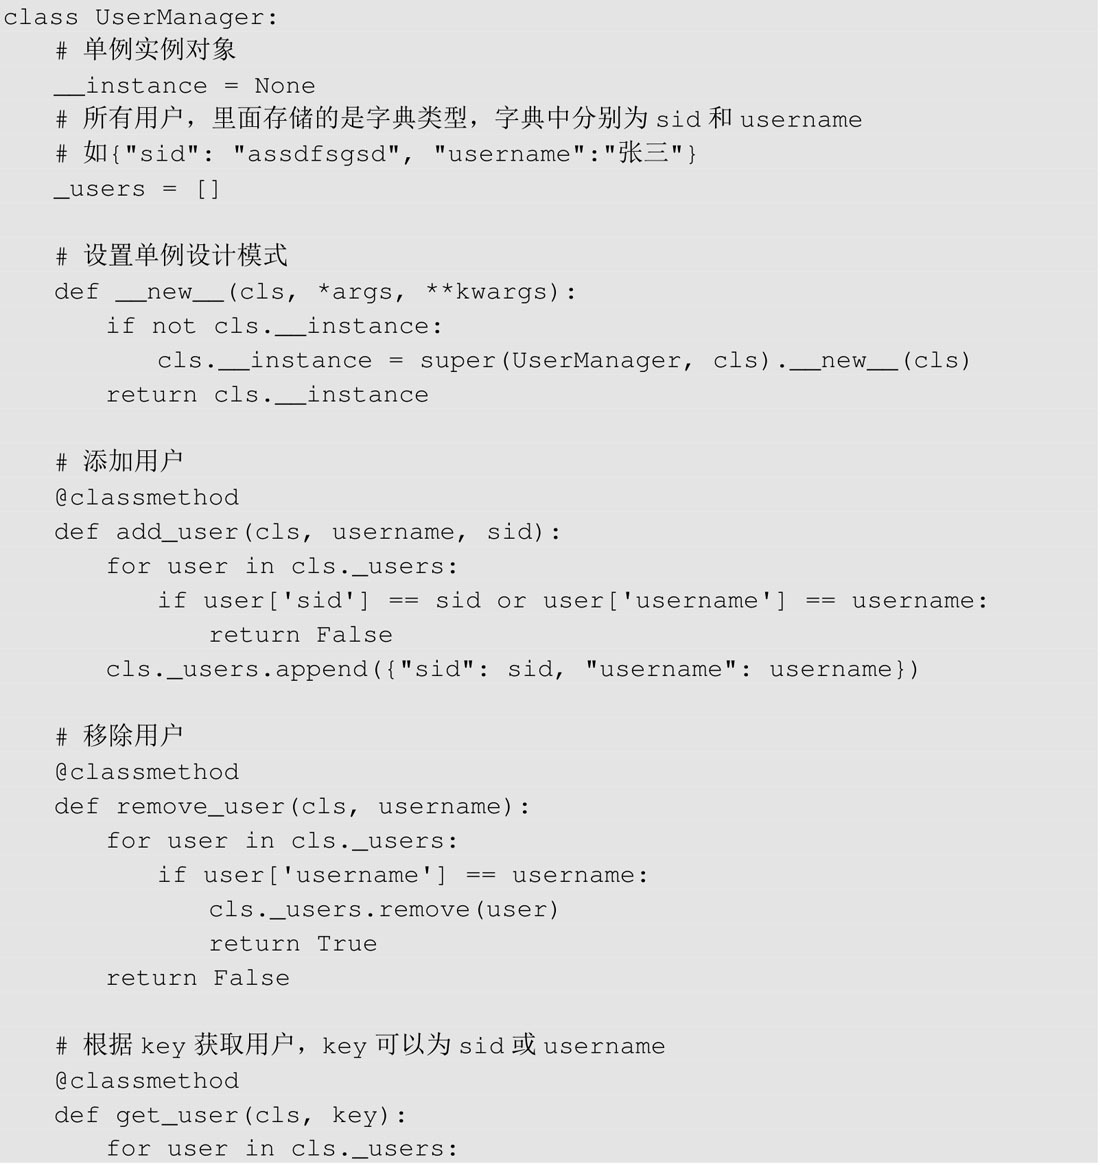 class UserManager:
    # 单例实例对象
    __instance = None
    # 所有用户，里面存储的是字典类型，字典中分别为 sid 和 username
    # 如{"sid": "assdfsgsd", "username":"张三"}
    _users = []

    # 设置单例设计模式
    def __new__(cls, *args, **kwargs):
        if not cls.__instance:
            cls.__instance = super(UserManager, cls).__new__(cls)
        return cls.__instance

    # 添加用户
    @classmethod
    def add_user(cls, username, sid):
        for user in cls._users:
            if user['sid'] == sid or user['username'] == username:
                return False
        cls._users.append({"sid": sid, "username": username})

    # 移除用户
    @classmethod
    def remove_user(cls, username):
        for user in cls._users:
            if user['username'] == username:
                cls._users.remove(user)
                return True
        return False

    # 根据 key 获取用户，key 可以为 sid 或 username
    @classmethod
    def get_user(cls, key):
        for user in cls._users: